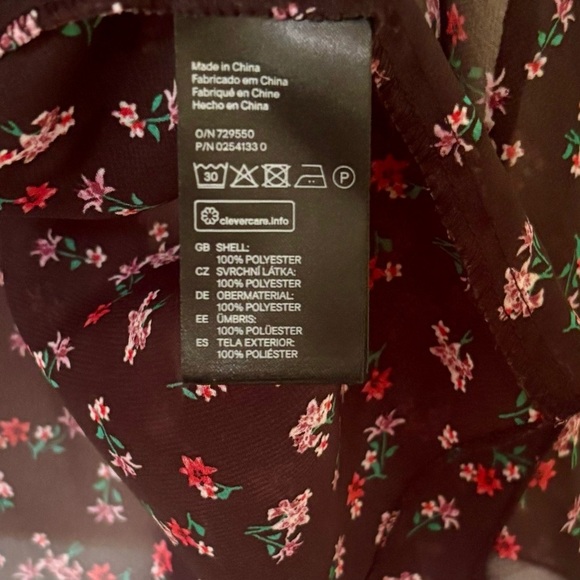 Made in China
Fabricado em China
Fabriqué en Chine
Hecho en China
O/N 729550
P/N 0254133 0
30
P
clevercare.info
GB SHELL:
100% POLYESTER
CZ SVRCHNÍ LÁTKA:
100% POLYESTER
DE OBERMATERIAL:
100% POLYESTER
EE ÜMBRIS:
100% POLÜESTER
ES TELA EXTERIOR:
100% POLIÉSTER